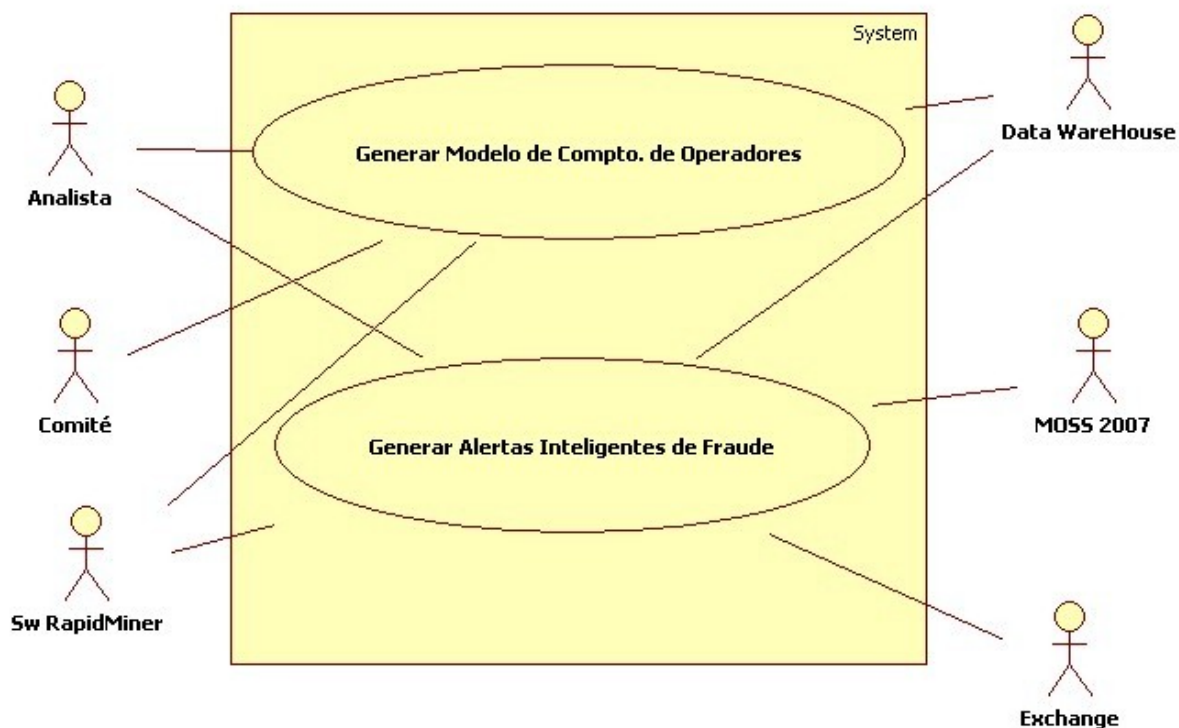 System
Data WareHouse
Generar Modelo de Compto. de Operadores
Analista
Comité
MOSS 2007
Generar Alertas Inteligentes de Fraude
Sw RapidMiner
Exchange